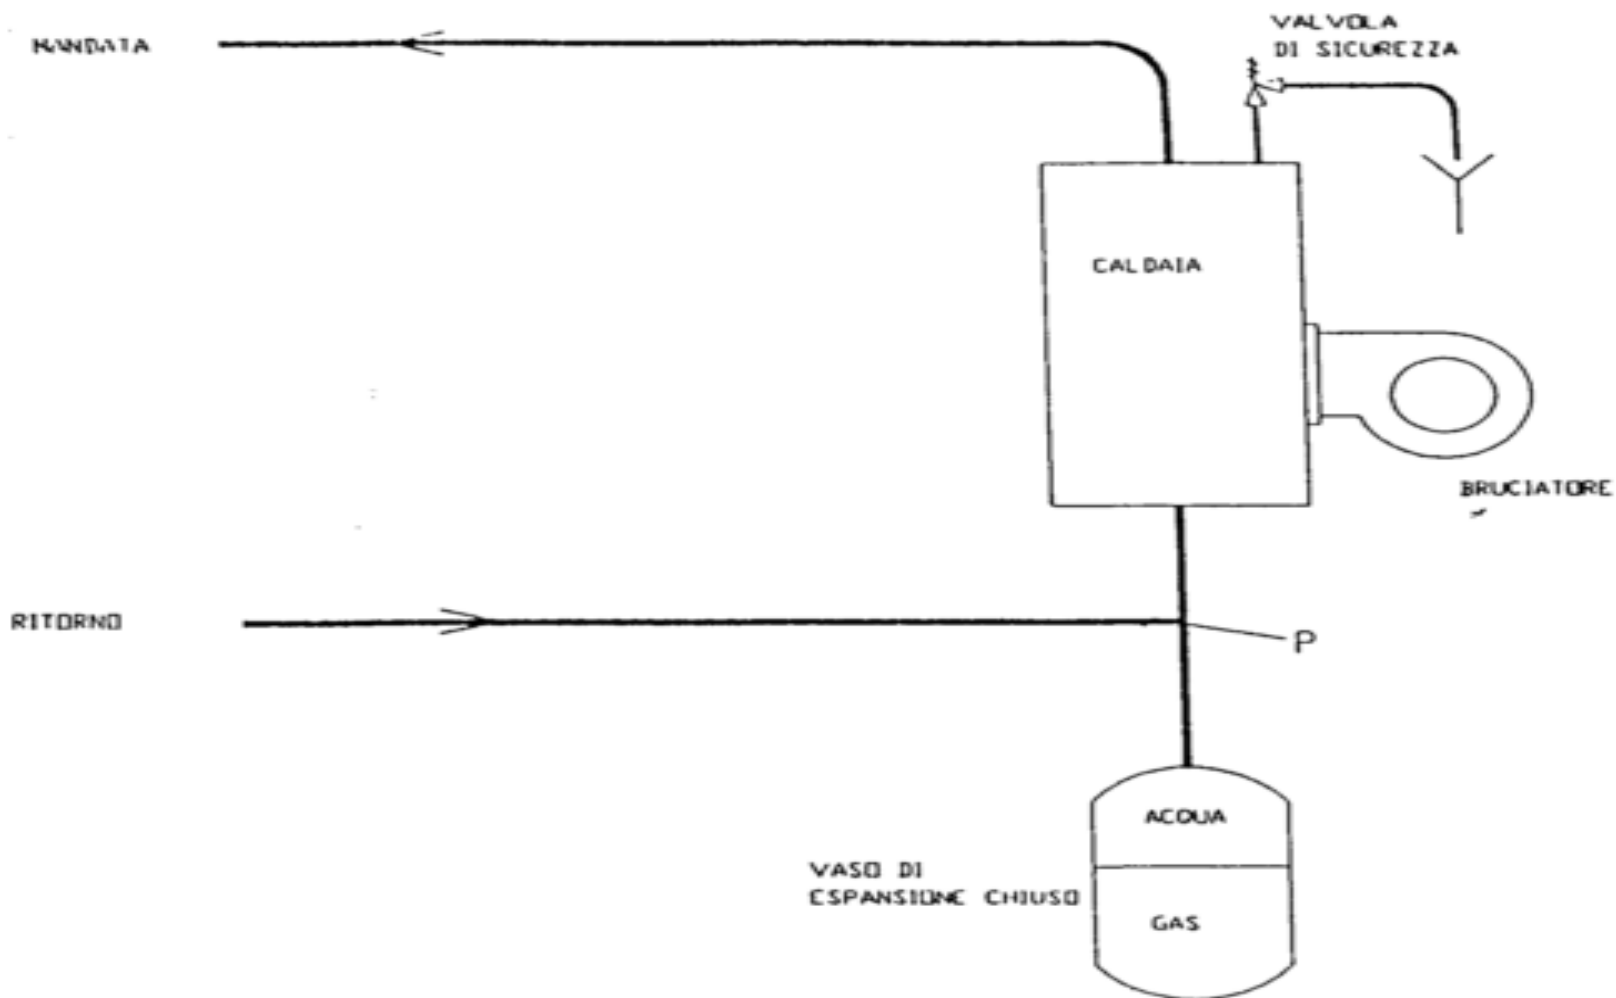 MANDATA
VALVOLA
DI SICUREZZA
CALDAIA
BRUCIATORE
RITORNO
P
ACQUA
VASO DI
ESPANSIONE CHIUSO
GAS